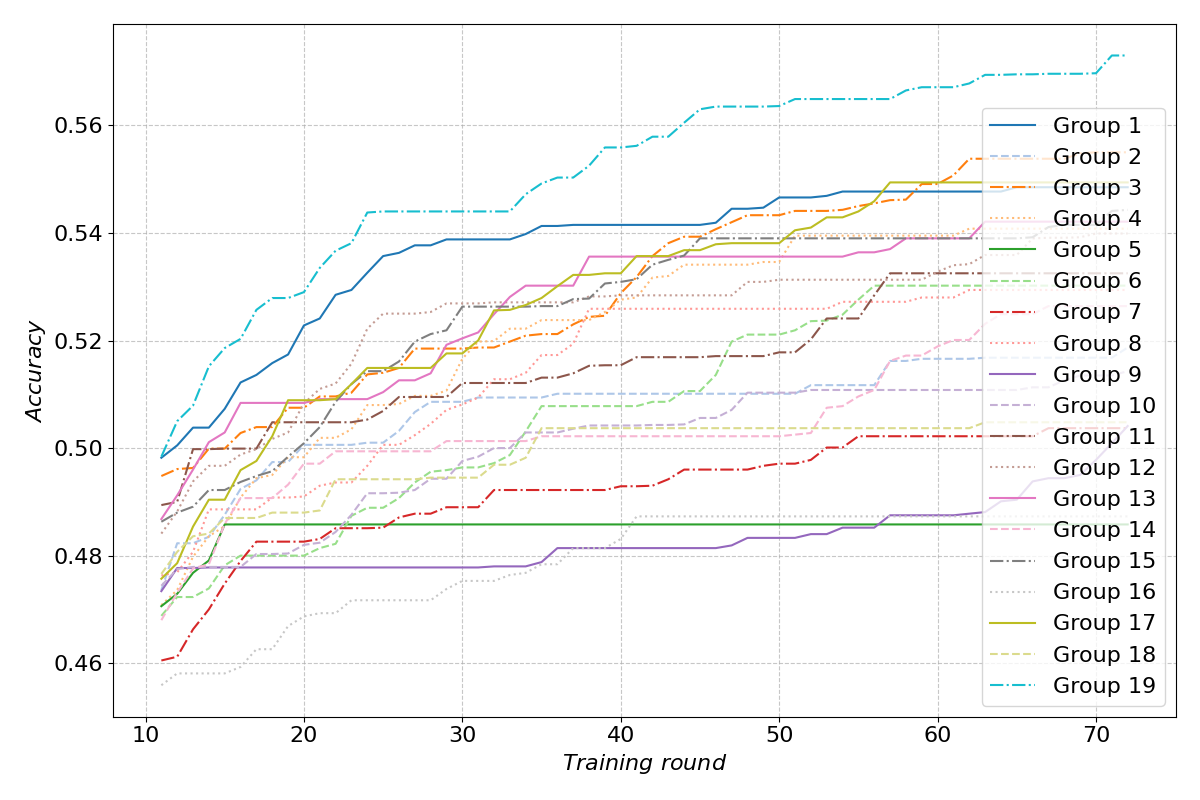 0.56
0.54
0.52
0.50
0.48
0.46
Accuracy
10 20 30 40 50 60 70
Training round
Group 1
Group 2
Group 3
Group 4
Group 5
Group 6
Group 7
Group 8
Group 9
Group 10
Group 11
Group 12
Group 13
Group 14
Group 15
Group 16
Group 17
Group 18
Group 19